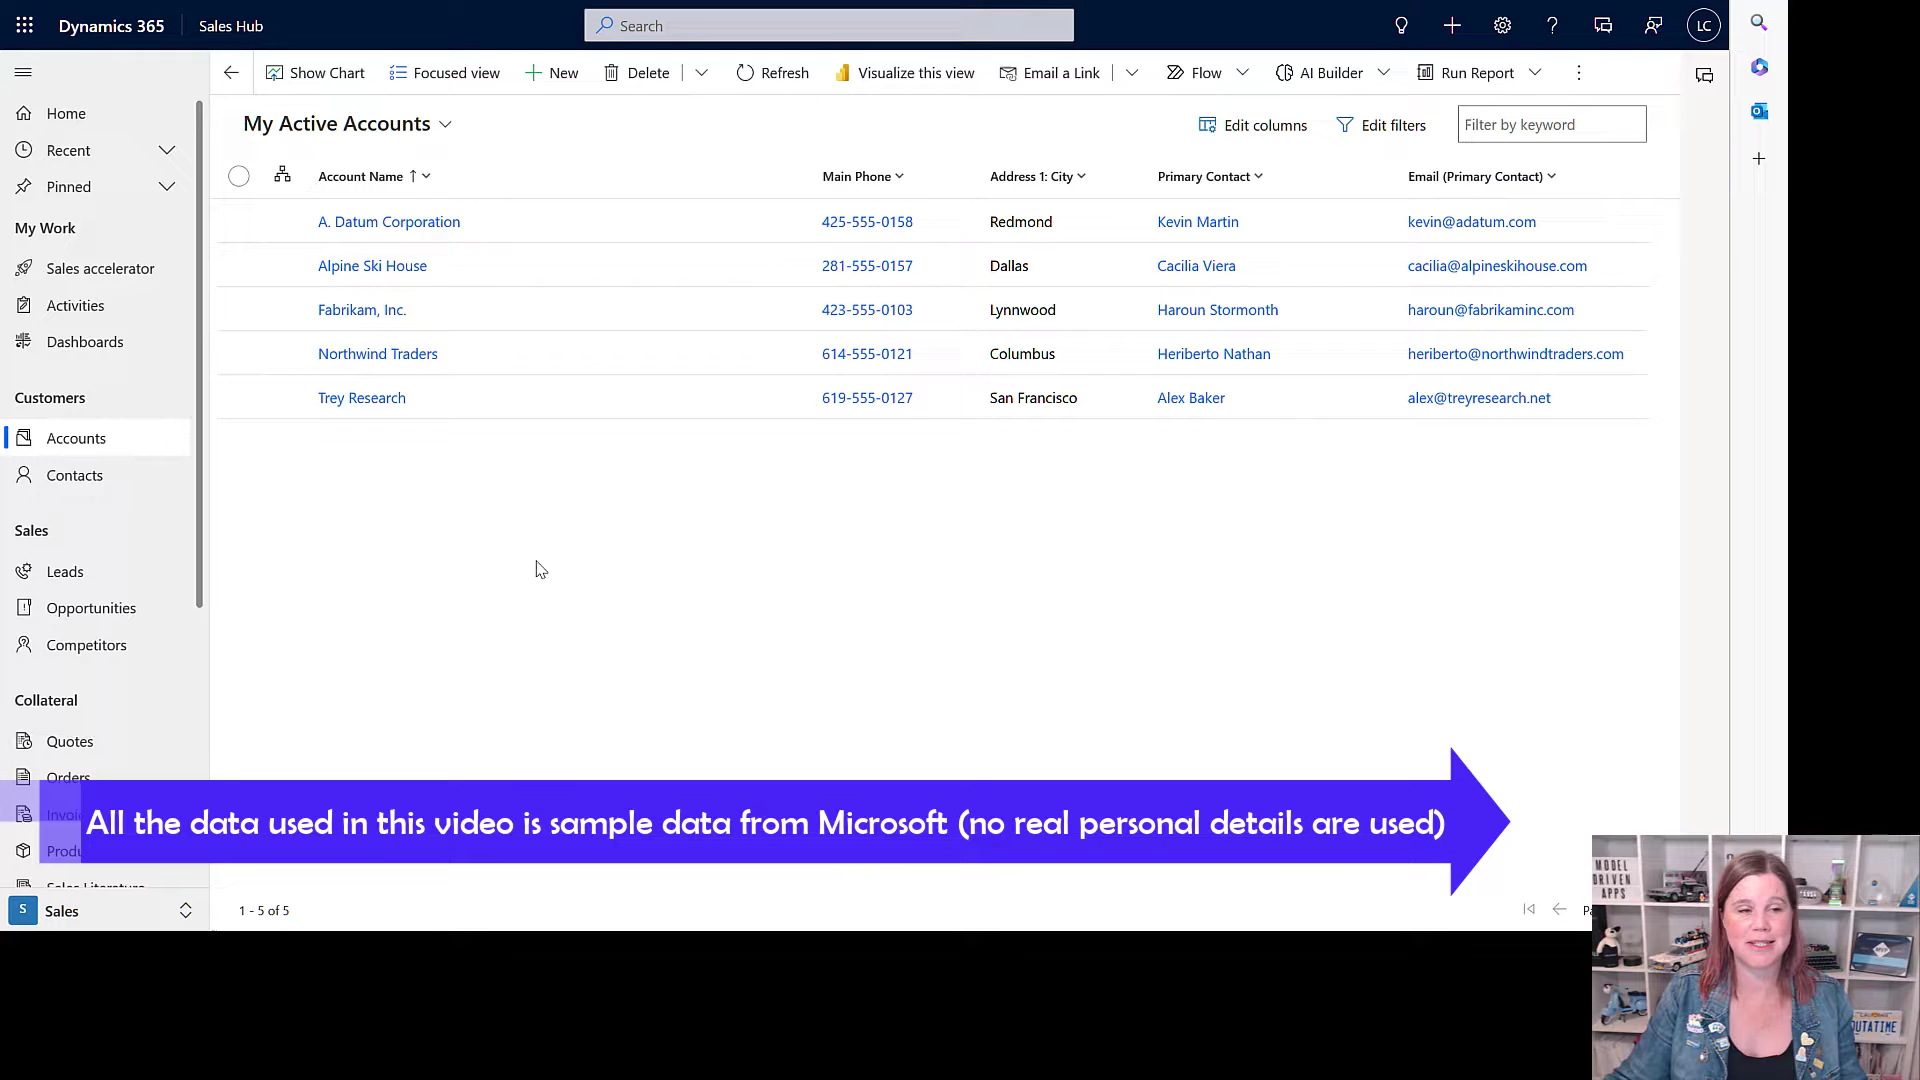 Dynamics 365
Sales Hub
Search
LC
Show Chart
Focused view
New
Delete
Refresh
Visualize this view
Email a Link
Flow
AI Builder
Run Report
Home
Recent
Pinned
My Work
Sales accelerator
Activities
Dashboards
Customers
Accounts
Contacts
Sales
Leads
Opportunities
Competitors
Collateral
Quotes
Orders
Sales Literature
S
Sales
My Active Accounts
Edit columns
Edit filters
Filter by keyword
Account Name Main Phone Address 1: City Primary Contact Email (Primary Contact)
A. Datum Corporation 425-555-0158 Redmond Kevin Martin kevin@adatum.com
Alpine Ski House 281-555-0157 Dallas Cacilia Viera cacilia@alpineskihouse.com
Fabrikam, Inc. 423-555-0103 Lynnwood Haroun Stormonth haroun@fabrikaminc.com
Northwind Traders 614-555-0121 Columbus Heriberto Nathan heriberto@northwindtraders.com
Trey Research 619-555-0127 San Francisco Alex Baker alex@treyresearch.net
All the data used in this video is sample data from Microsoft (no real personal details are used)
1 - 5 of 5
MODEL
DRIVEN
APPS
OUTATIME